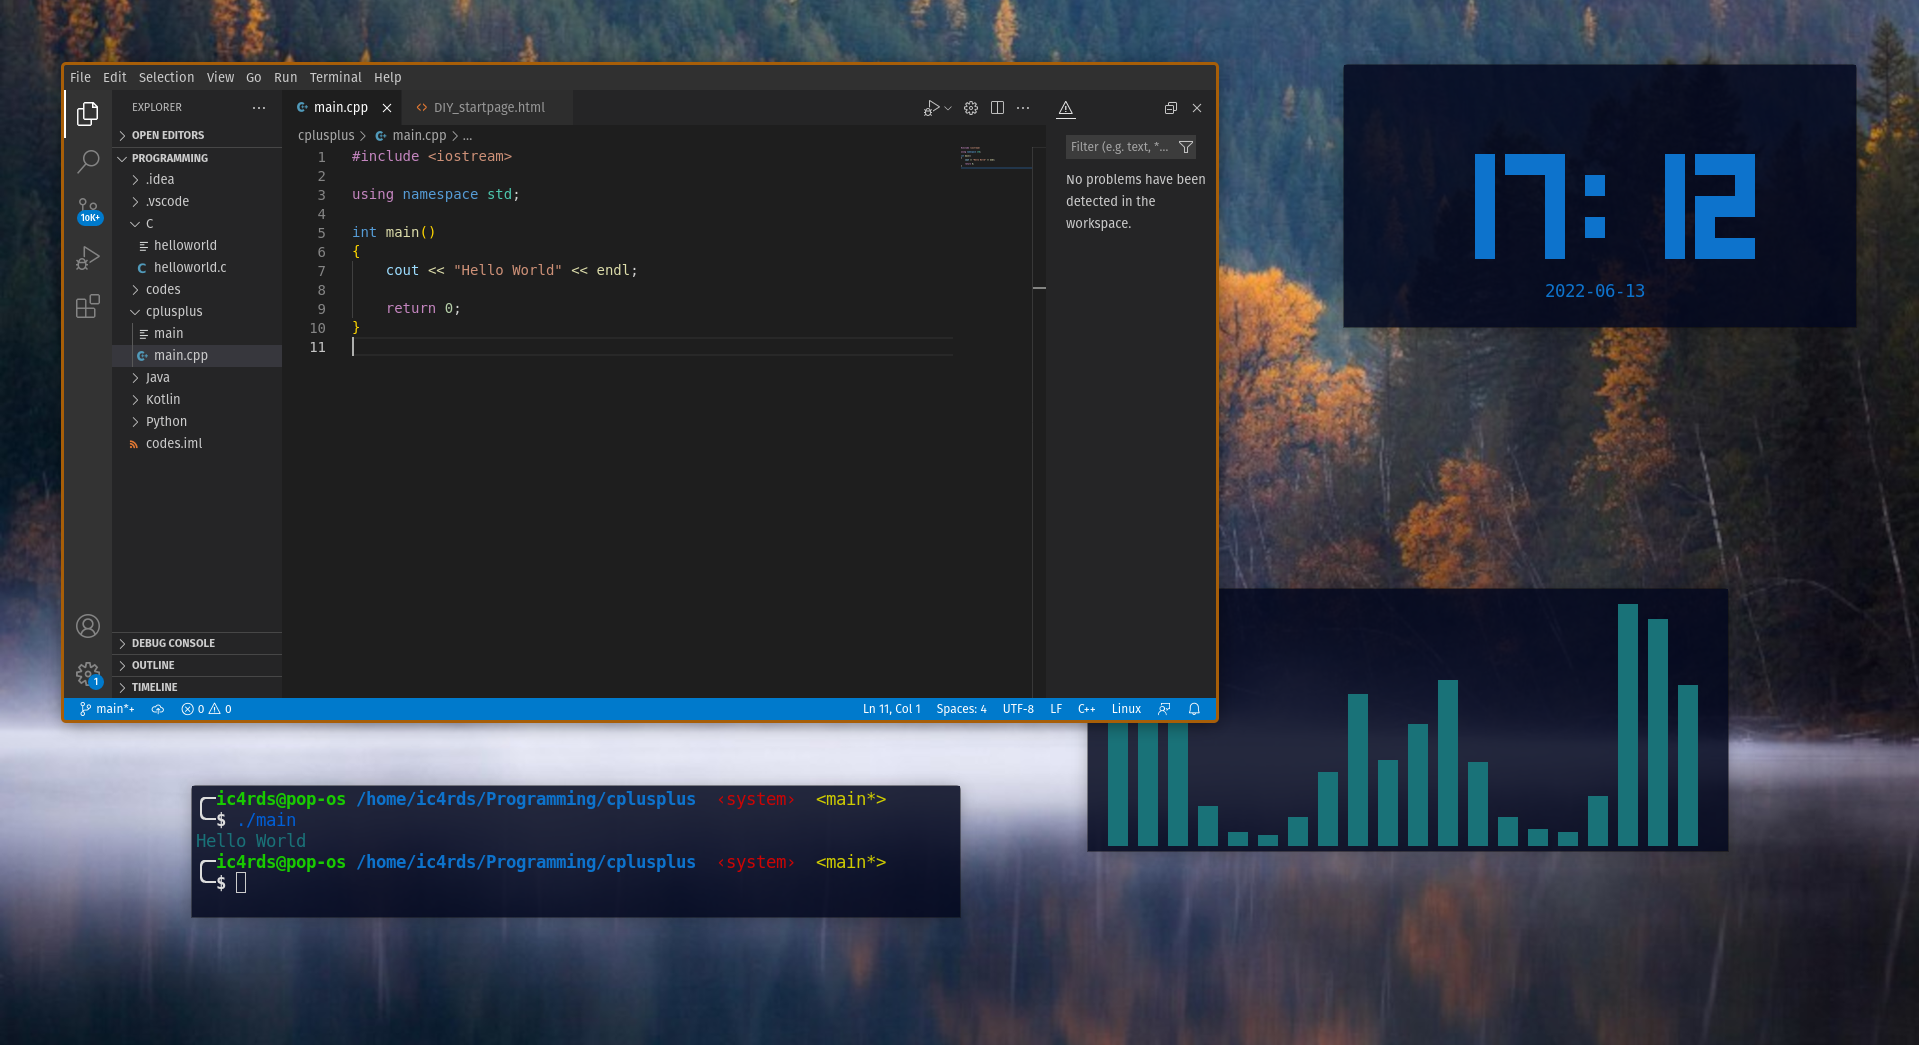 File Edit Selection View Go Run Terminal Help
EXPLORER
OPEN EDITORS
PROGRAMMING
.idea
.vscode
C
helloworld
helloworld.c
codes
cplusplus
main
main.cpp
Java
Kotlin
Python
codes.iml
DEBUG CONSOLE
OUTLINE
TIMELINE
10K+
1
main.cpp DIY_startpage.html
cplusplus > main.cpp > ...
1 #include <iostream>
2
3 using namespace std;
4
5 int main()
6 {
7 cout << "Hello World" << endl;
8
9 return 0;
10 }
11
Filter (e.g. text, *...
No problems have been
detected in the
workspace.
main*+ 0 0 Ln 11, Col 1 Spaces: 4 UTF-8 LF C++ Linux
17:12
2022-06-13
ic4rds@pop-os /home/ic4rds/Programming/cplusplus ‹system› <main*>
$ ./main
Hello World
ic4rds@pop-os /home/ic4rds/Programming/cplusplus ‹system› <main*>
$